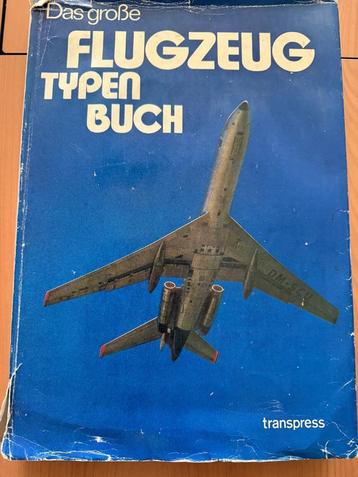 Das große
FLUGZEUG
TYPEN
BUCH
transpress